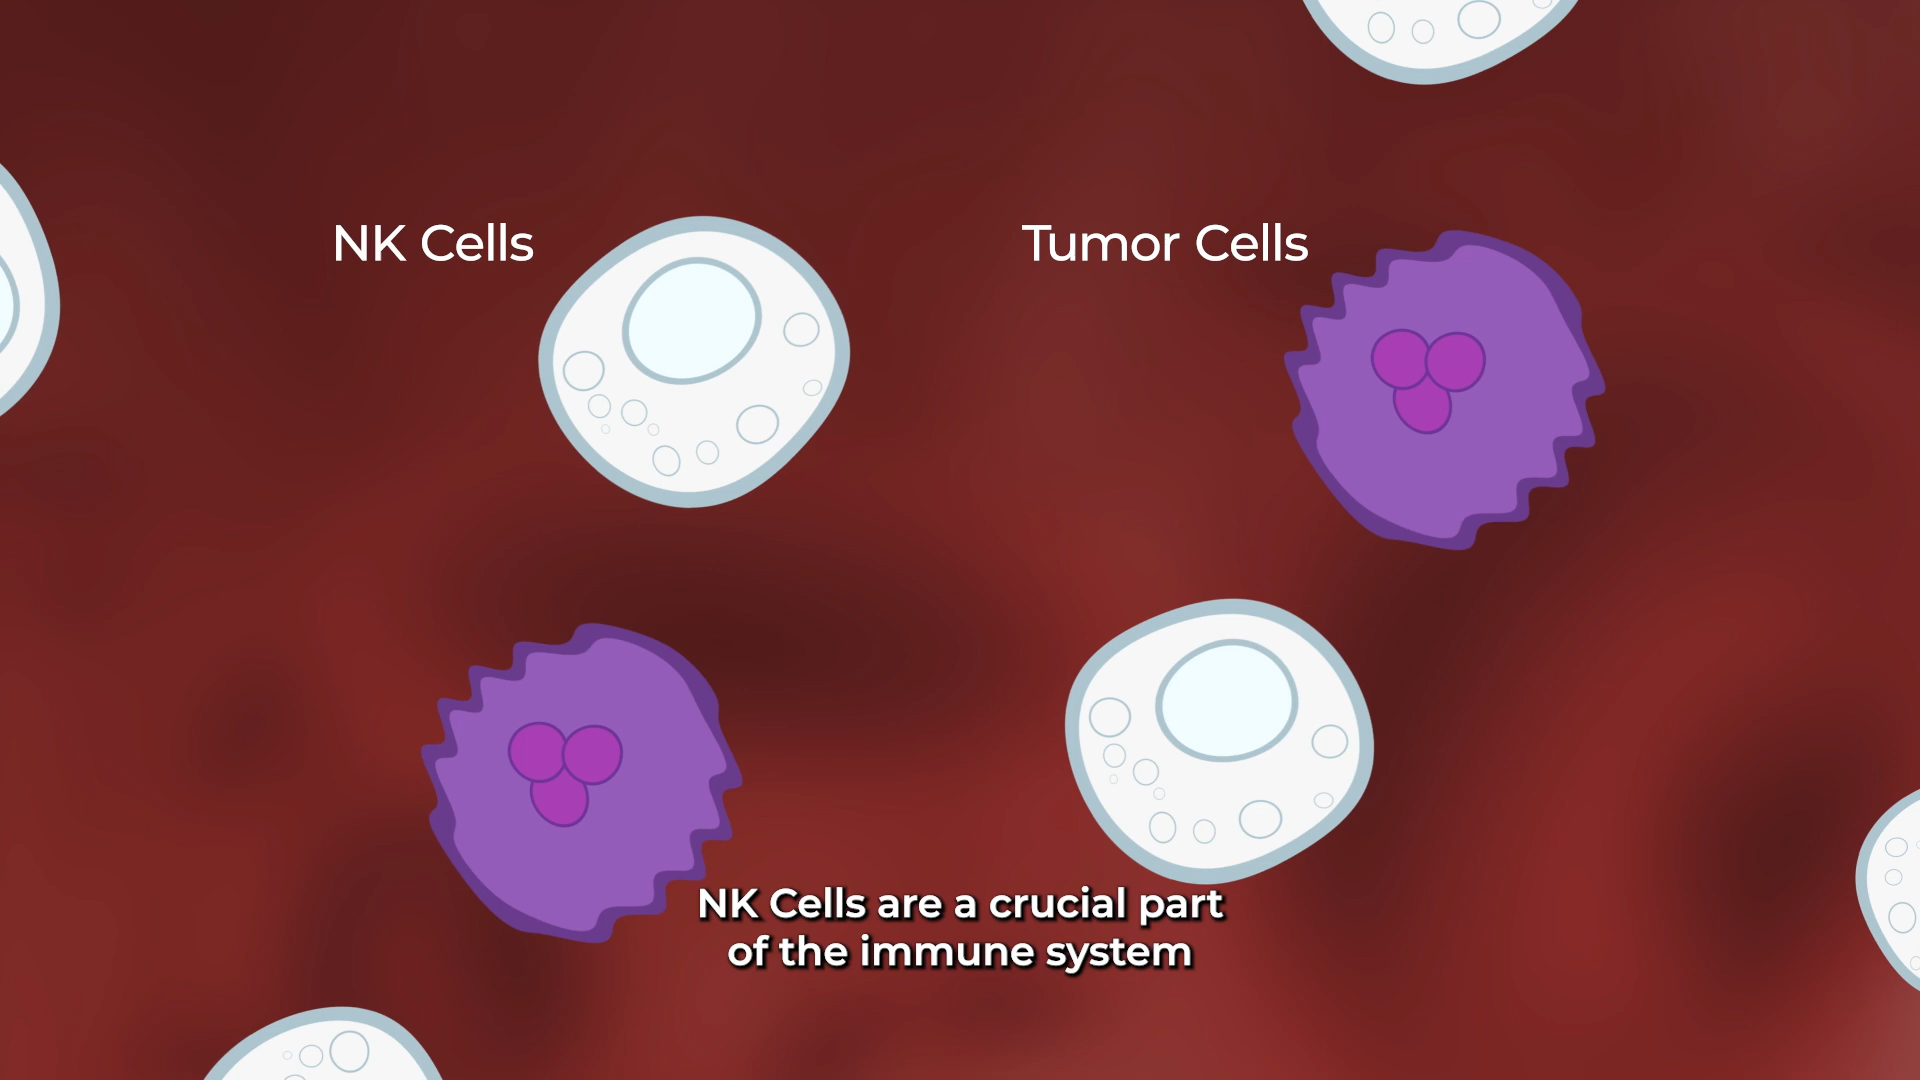 NK Cells
Tumor Cells
NK Cells are a crucial part
of the immune system